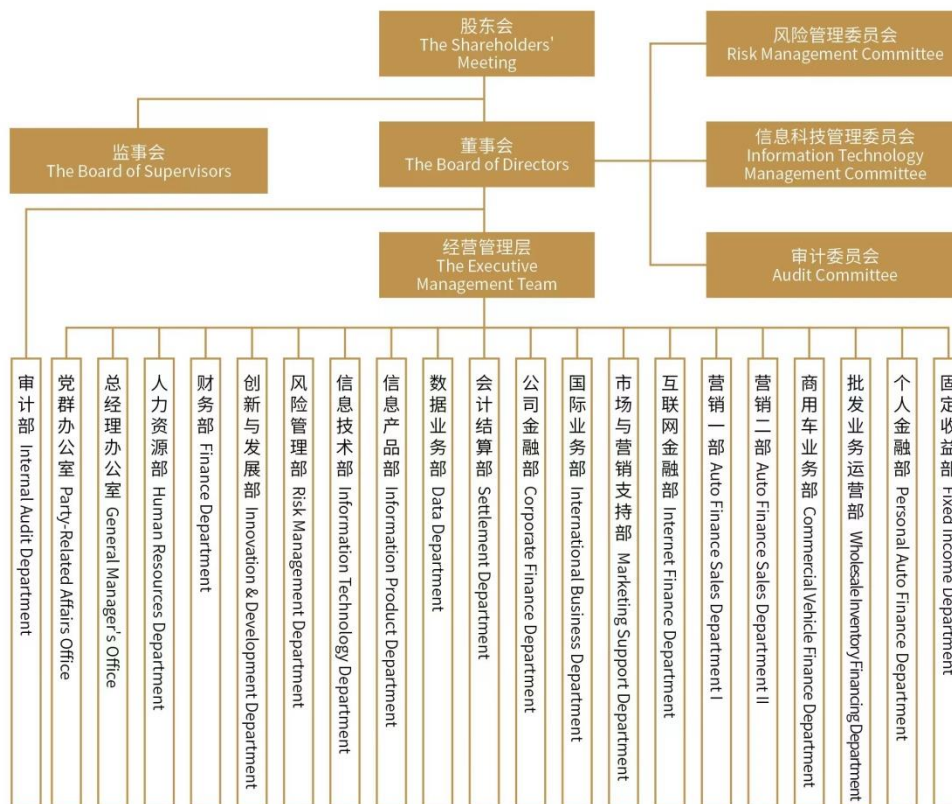 股东会
The Shareholders'
Meeting
风险管理委员会
Risk Management Committee
监事会
The Board of Supervisors
董事会
The Board of Directors
信息科技管理委员会
Information Technology
Management Committee
经营管理层
The Executive
Management Team
审计委员会
Audit Committee
审计部 Internal Audit Department
党群办公室 Party-Related Affairs Office
总经理办公室 General Manager's Office
人力资源部 Human Resources Department
财务部 Finance Department
创新与发展部 Innovation & Development Department
风险管理部 Risk Management Department
信息技术部 Information Technology Department
信息产品部 Information Product Department
数据业务部 Data Department
会计结算部 Settlement Department
公司金融部 Corporate Finance Department
国际业务部 International Business Department
市场与营销支持部 Marketing Support Department
互联网金融部 Internet Finance Department
营销一部 Auto Finance Sales Department I
营销二部 Auto Finance Sales Department II
商用车业务部 Commercial Vehicle Finance Department
批发业务运营部 Wholesale Inventory Financing Department
个人金融部 Personal Auto Finance Department
固定收益部 Fixed Income Department